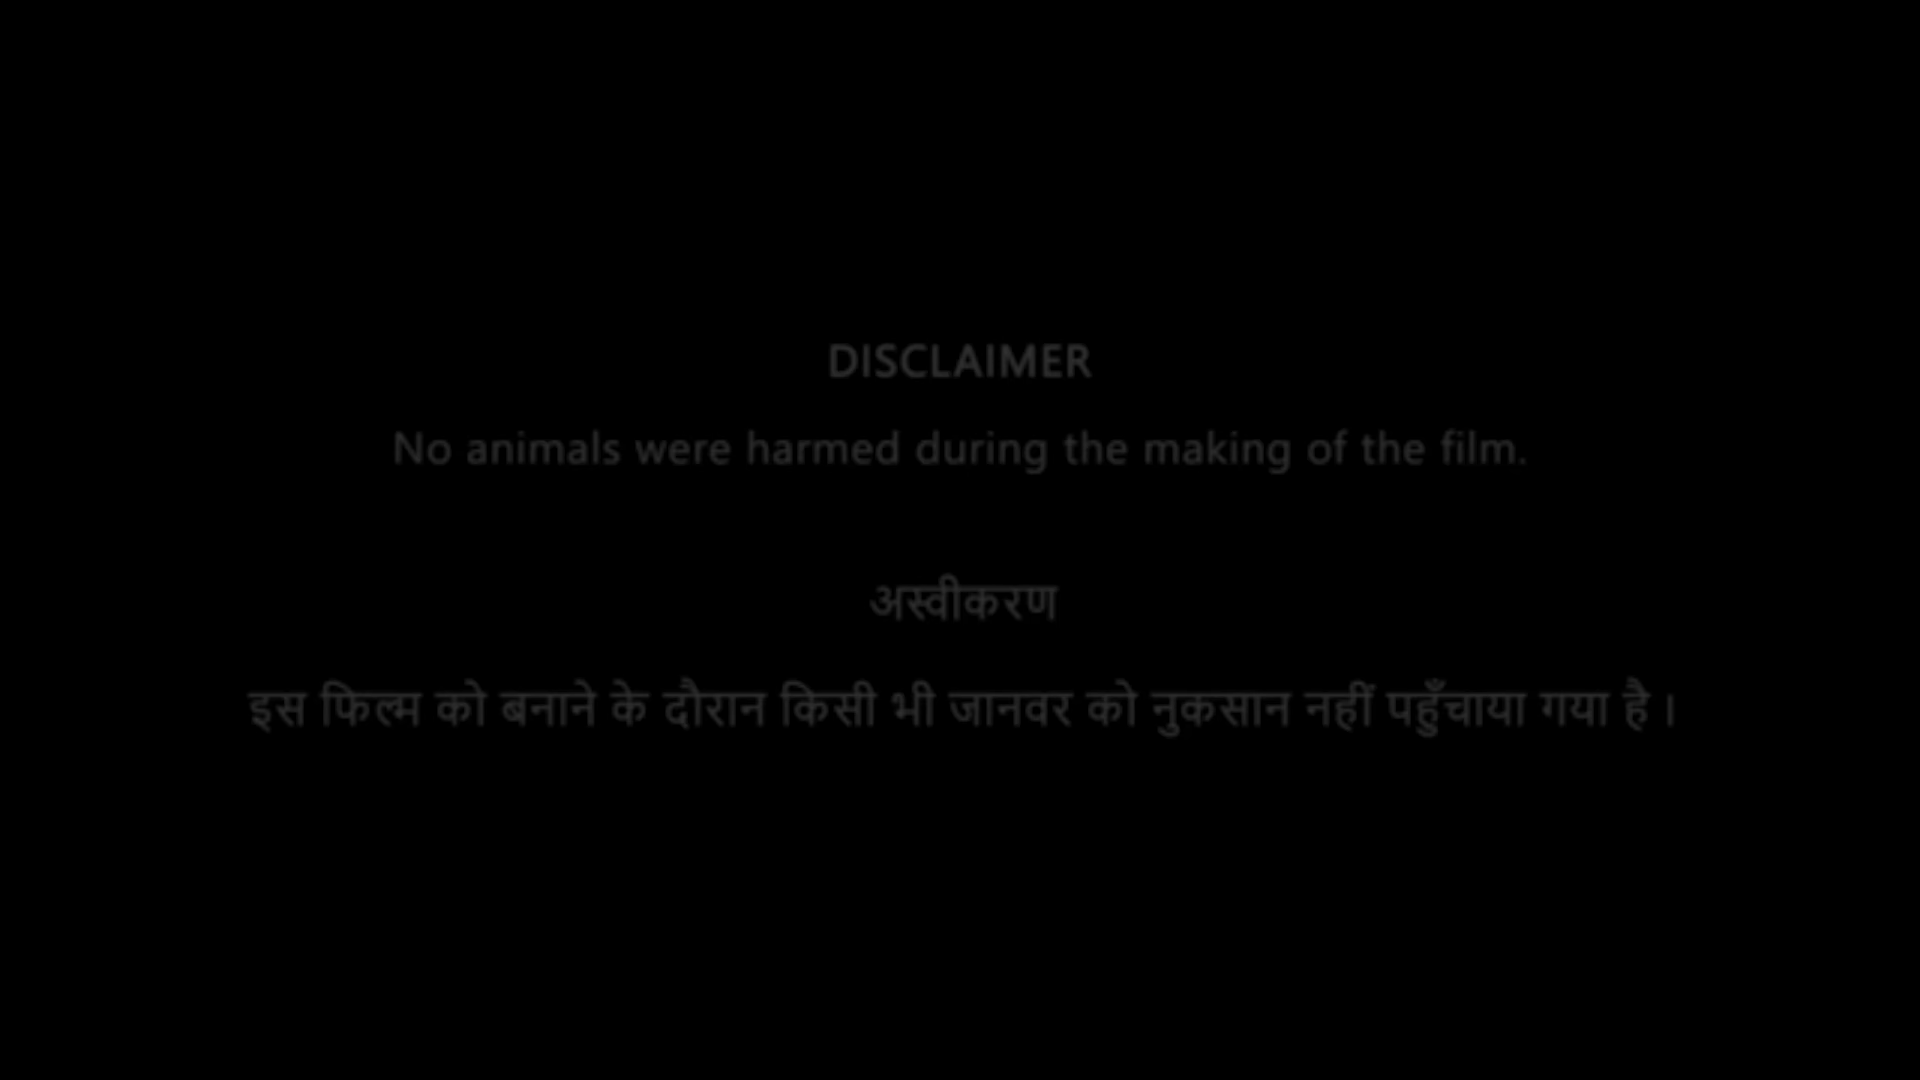 DISCLAIMER
No animals were harmed during the making of the film.
अस्वीकरण
इस फिल्म को बनाने के दौरान किसी भी जानवर को नुकसान नहीं पहुँचाया गया है ।